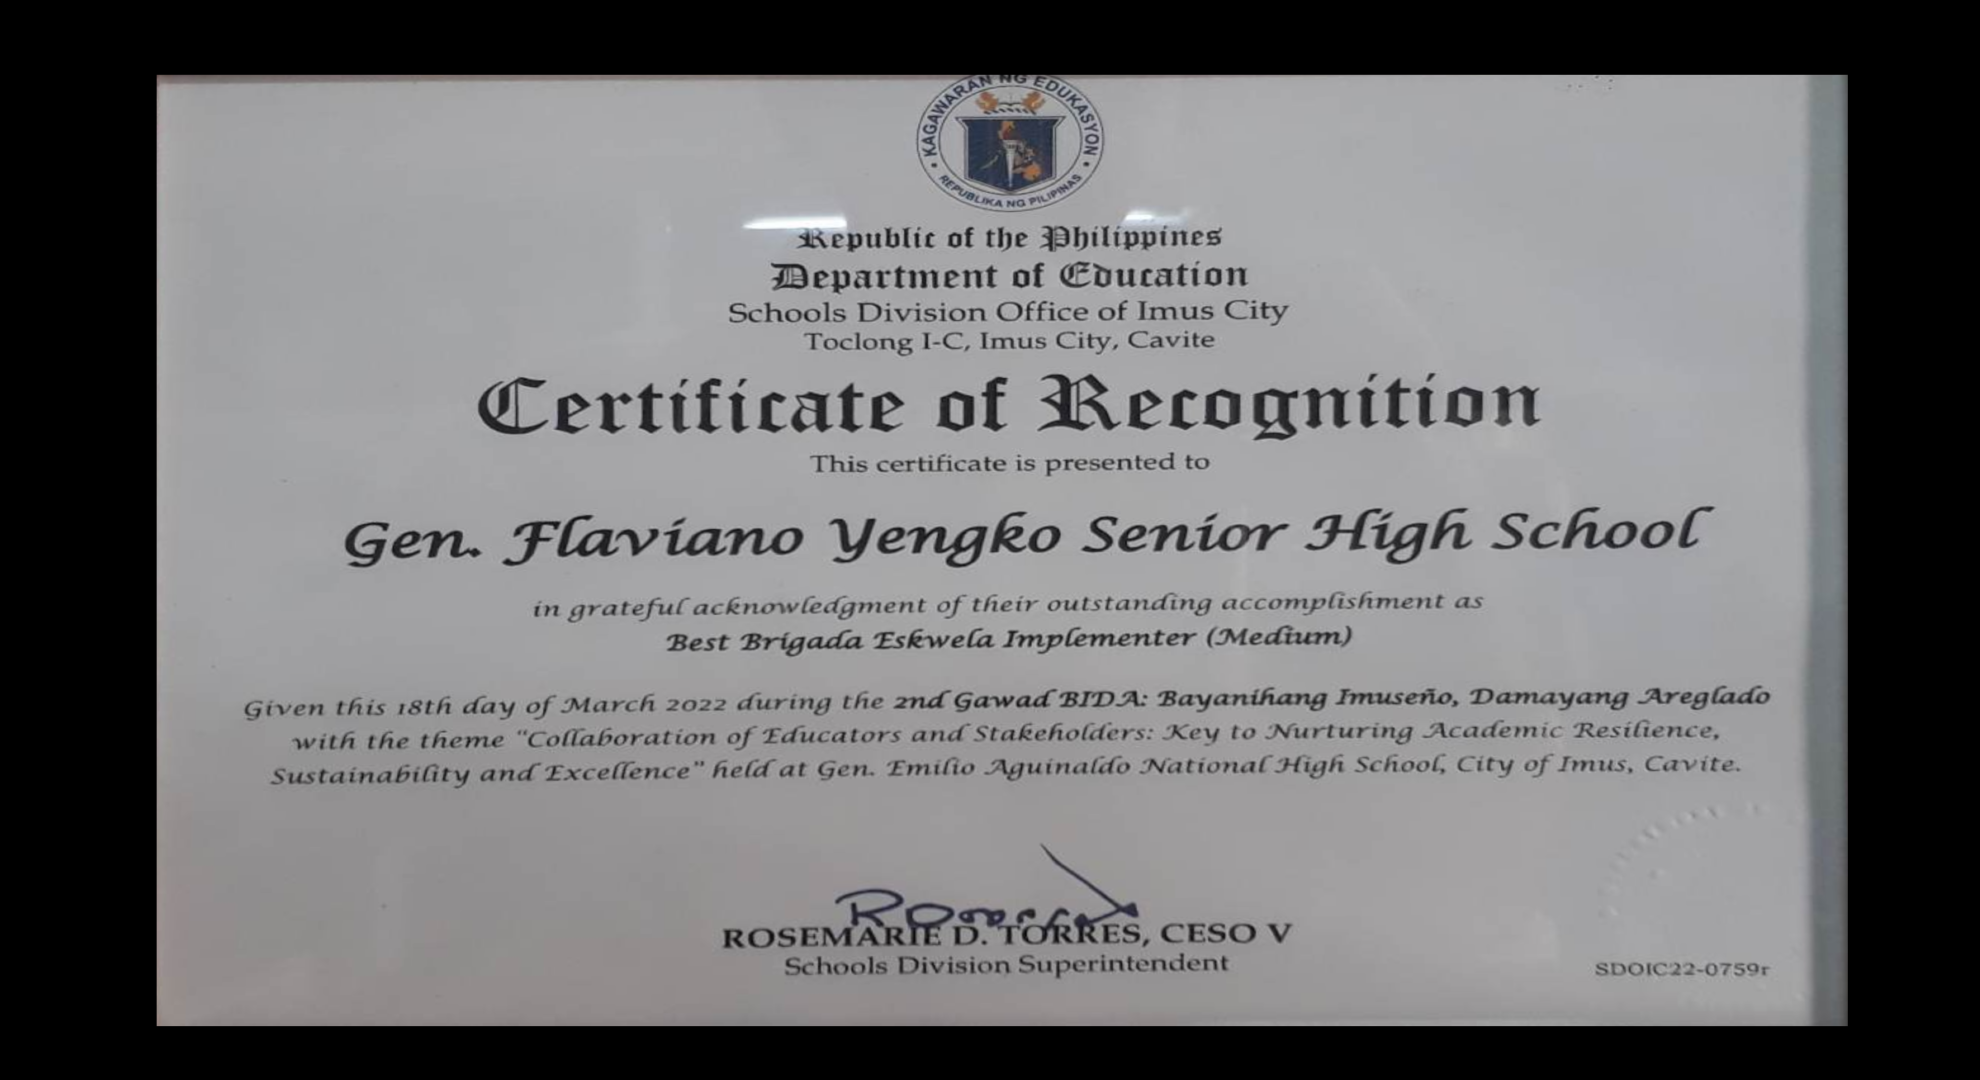 KAGAWARAN NG EDUKASYON
REPUBLIKA NG PILIPINAS
Republic of the Philippines
Department of Education
Schools Division Office of Imus City
Toclong I-C, Imus City, Cavite
Certificate of Recognition
This certificate is presented to
Gen. Flaviano Yengko Senior High School
in grateful acknowledgment of their outstanding accomplishment as
Best Brigada Eskwela Implementer (Medium)
Given this 18th day of March 2022 during the 2nd Gawad BIDA: Bayanihang Imuseño, Damayang Areglado
with the theme "Collaboration of Educators and Stakeholders: Key to Nurturing Academic Resilience,
Sustainability and Excellence" held at Gen. Emilio Aguinaldo National High School, City of Imus, Cavite.
ROSEMARIE D. TORRES, CESO V
Schools Division Superintendent
SDOIC22-0759r